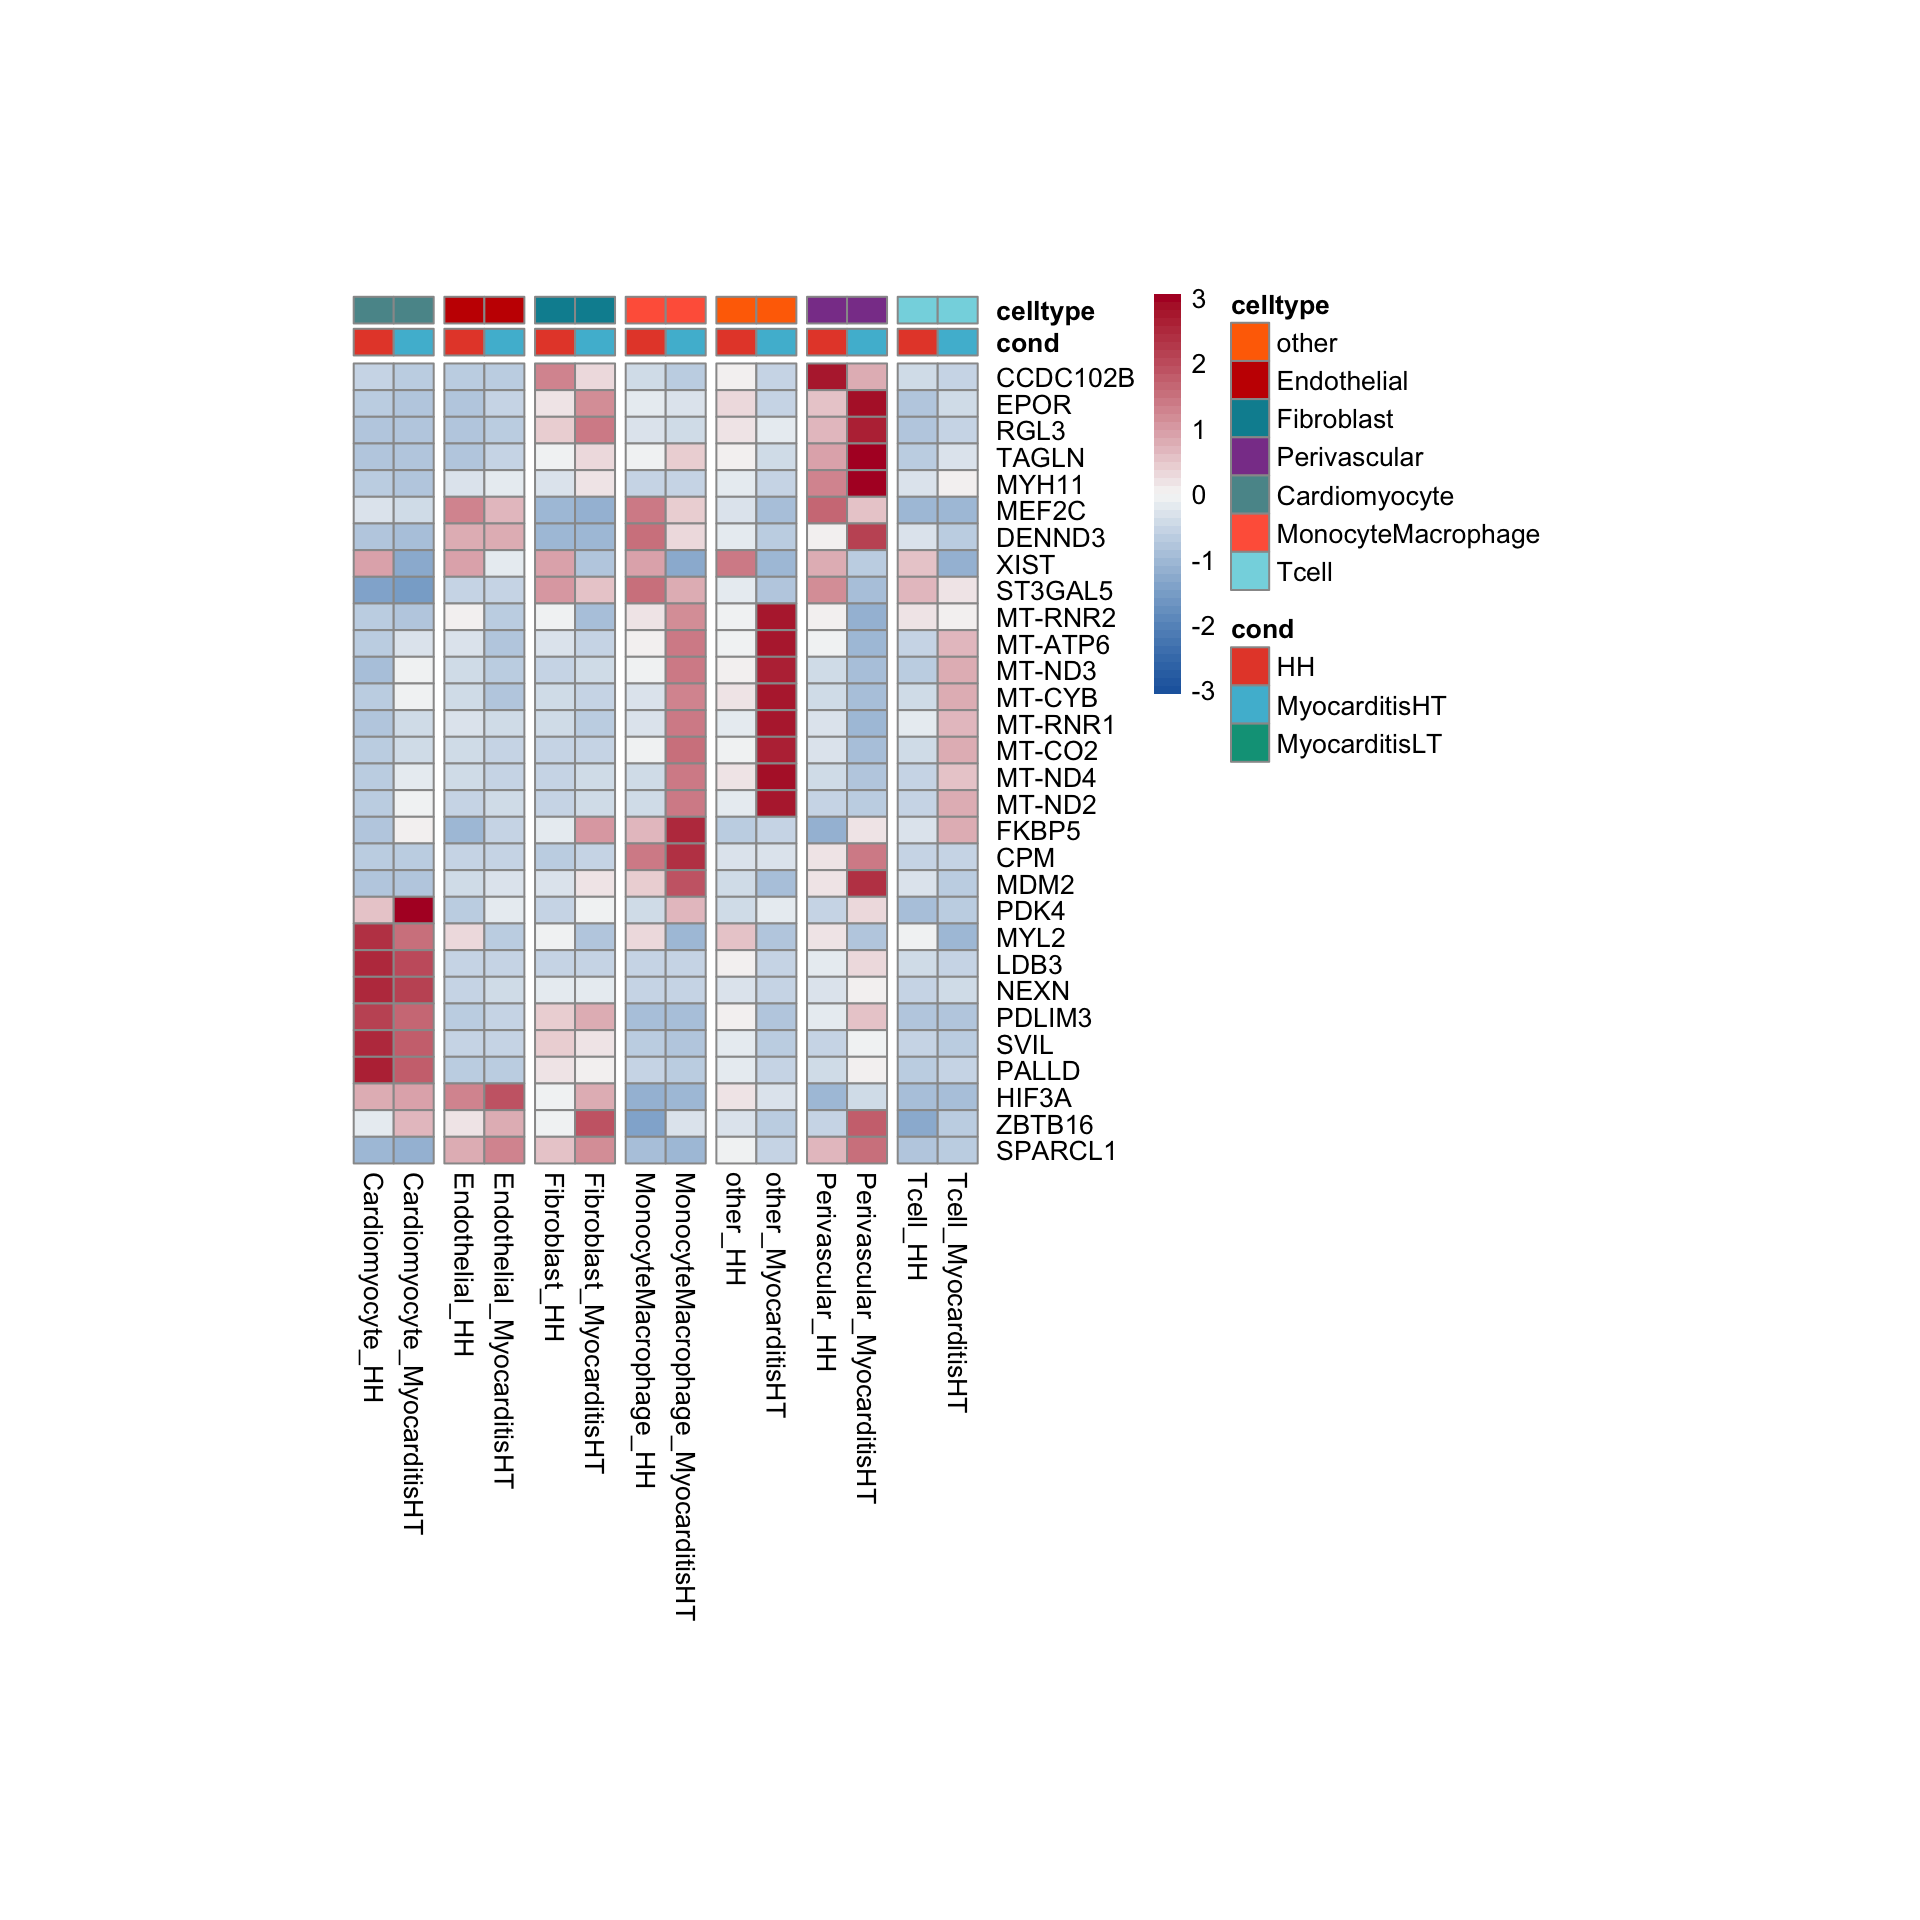 celltype
cond
CCDC102B
EPOR
RGL3
TAGLN
MYH11
MEF2C
DENND3
XIST
ST3GAL5
MT-RNR2
MT-ATP6
MT-ND3
MT-CYB
MT-RNR1
MT-CO2
MT-ND4
MT-ND2
FKBP5
CPM
MDM2
PDK4
MYL2
LDB3
NEXN
PDLIM3
SVIL
PALLD
HIF3A
ZBTB16
SPARCL1
Cardiomyocyte_HH
Cardiomyocyte_MyocarditisHT
Endothelial_HH
Endothelial_MyocarditisHT
Fibroblast_HH
Fibroblast_MyocarditisHT
MonocyteMacrophage_HH
MonocyteMacrophage_MyocarditisHT
other_HH
other_MyocarditisHT
Perivascular_HH
Perivascular_MyocarditisHT
Tcell_HH
Tcell_MyocarditisHT
3
2
1
0
-1
-2
-3
celltype
other
Endothelial
Fibroblast
Perivascular
Cardiomyocyte
MonocyteMacrophage
Tcell
cond
HH
MyocarditisHT
MyocarditisLT